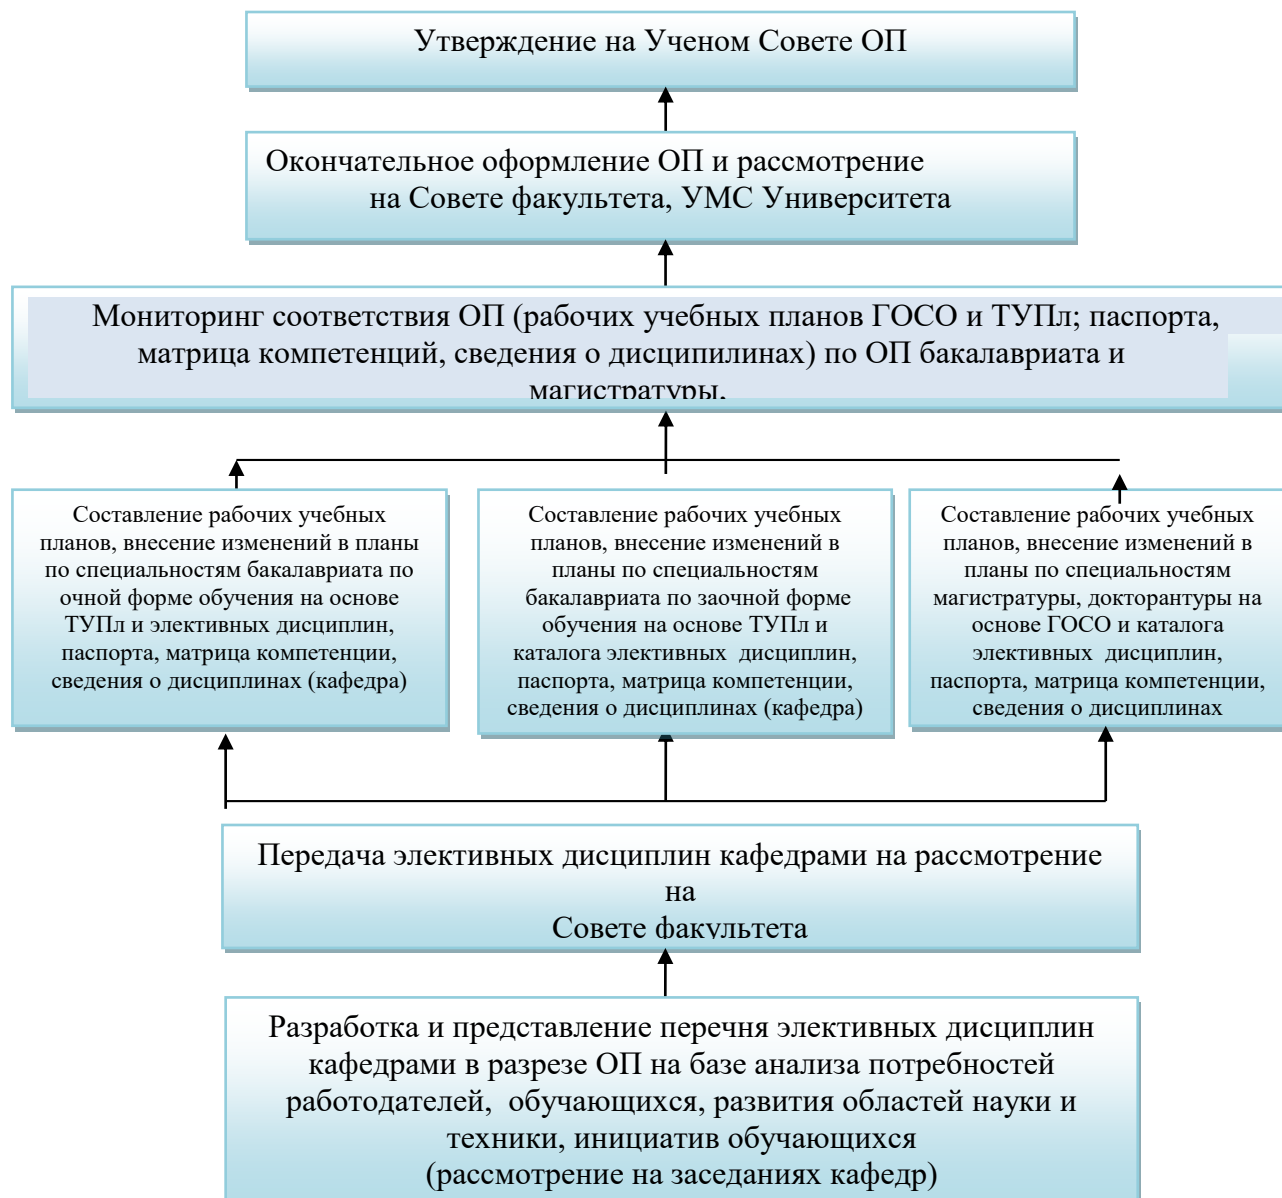 Утверждение на Ученом Совете ОП
Окончательное оформление ОП и рассмотрение
на Совете факультета, УМС Университета
Мониторинг соответствия ОП (рабочих учебных планов ГОСО и ТУПл; паспорта,
матрица компетенций, сведения о дисципилинах) по ОП бакалавриата и
магистратуры,
Составление рабочих учебных
планов, внесение изменений в планы
по специальностям бакалавриата по
очной форме обучения на основе
ТУПл и элективных дисциплин,
паспорта, матрица компетенции,
сведения о дисциплинах (кафедра)
Составление рабочих учебных
планов, внесение изменений в
планы по специальностям
бакалавриата по заочной форме
обучения на основе ТУПл и
каталога элективных дисциплин,
паспорта, матрица компетенции,
сведения о дисциплинах (кафедра)
Составление рабочих учебных
планов, внесение изменений в
планы по специальностям
магистратуры, докторантуры на
основе ГОСО и каталога
элективных дисциплин,
паспорта, матрица компетенции,
сведения о дисциплинах
Передача элективных дисциплин кафедрами на рассмотрение
на
Совете факультета
Разработка и представление перечня элективных дисциплин
кафедрами в разрезе ОП на базе анализа потребностей
работодателей, обучающихся, развития областей науки и
техники, инициатив обучающихся
(рассмотрение на заседаниях кафедр)